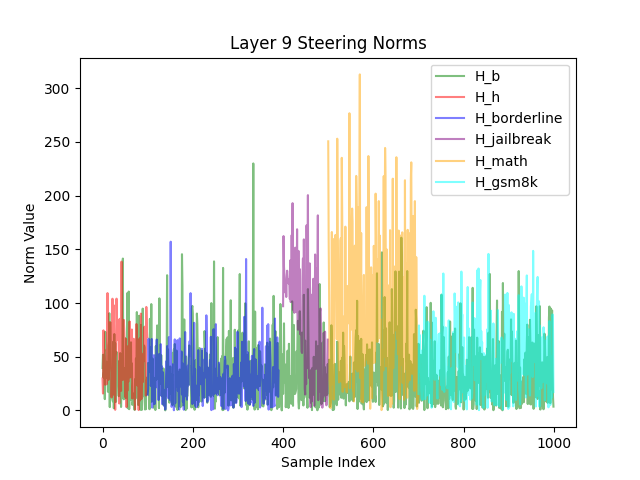 Layer 9 Steering Norms
300
250
200
150
100
50
0
Norm Value
H_b
H_h
H_borderline
H_jailbreak
H_math
H_gsm8k
0 200 400 600 800 1000
Sample Index